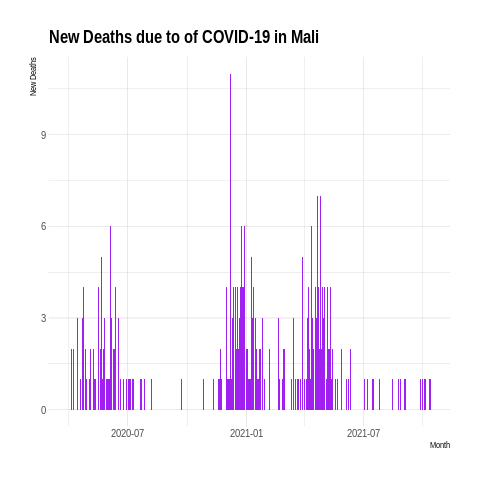 New Deaths due to of COVID-19 in Mali
New Deaths
9
6
3
0
2020-07
2021-01
2021-07
Month